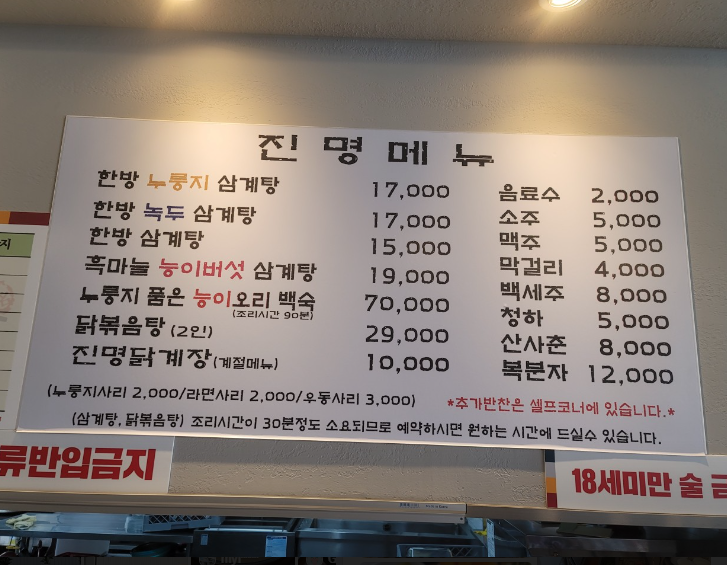 진명메뉴
한방 누룽지 삼계탕 17,000
한방 녹두 삼계탕 17,000
한방 삼계탕 15,000
흑마늘 능이버섯 삼계탕 19,000
누룽지 품은 능이오리 백숙 70,000
(조리시간 90분)
닭볶음탕 (2인) 29,000
진명닭계장(계절메뉴) 10,000
음료수 2,000
소주 5,000
맥주 5,000
막걸리 4,000
백세주 8,000
청하 5,000
산사춘 8,000
복분자 12,000
(누룽지사리 2,000/라면사리 2,000/우동사리 3,000)
*추가반찬은 셀프코너에 있습니다.*
(삼계탕, 닭볶음탕) 조리시간이 30분정도 소요되므로 예약하시면 원하는 시간에 드실수 있습니다.
류반입금지
18세미만 술 금